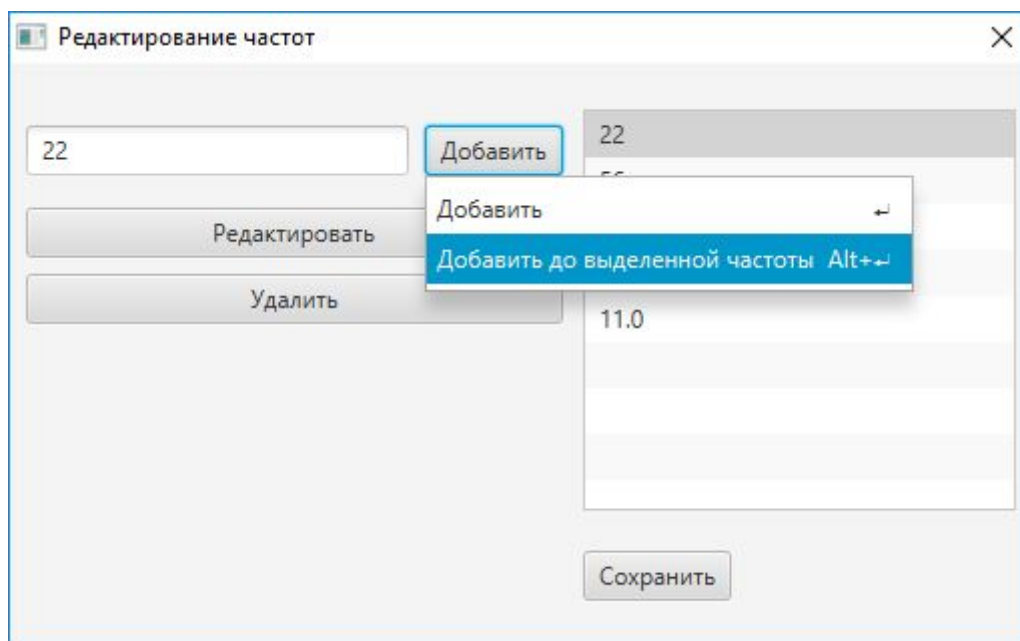 Редактирование частот
22
Добавить
22
Добавить ↵
Добавить до выделенной частоты Alt+↵
Редактировать
Удалить
11.0
Сохранить